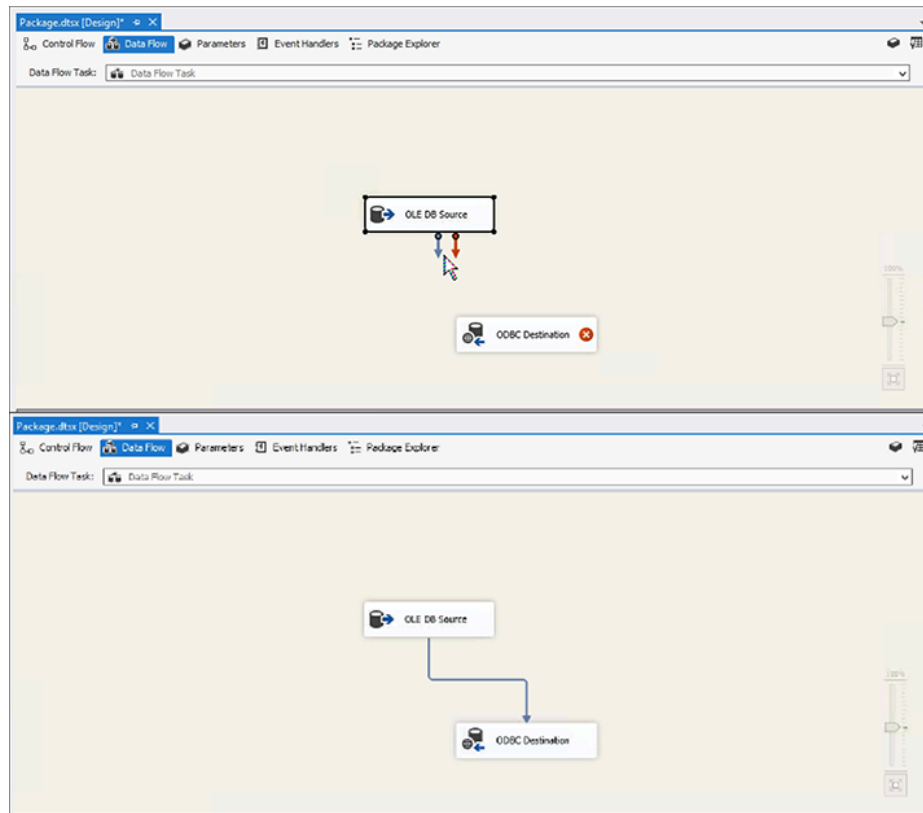 Package.dtsx [Design]*
Control Flow Data Flow Parameters Event Handlers Package Explorer
Data Flow Task: Data Flow Task
OLE DB Source
100%
ODBC Destination
Package.dtsx [Design]*
Control Flow Data Flow Parameters Event Handlers Package Explorer
Data Flow Task: Data Flow Task
OLE DB Source
100%
ODBC Destination